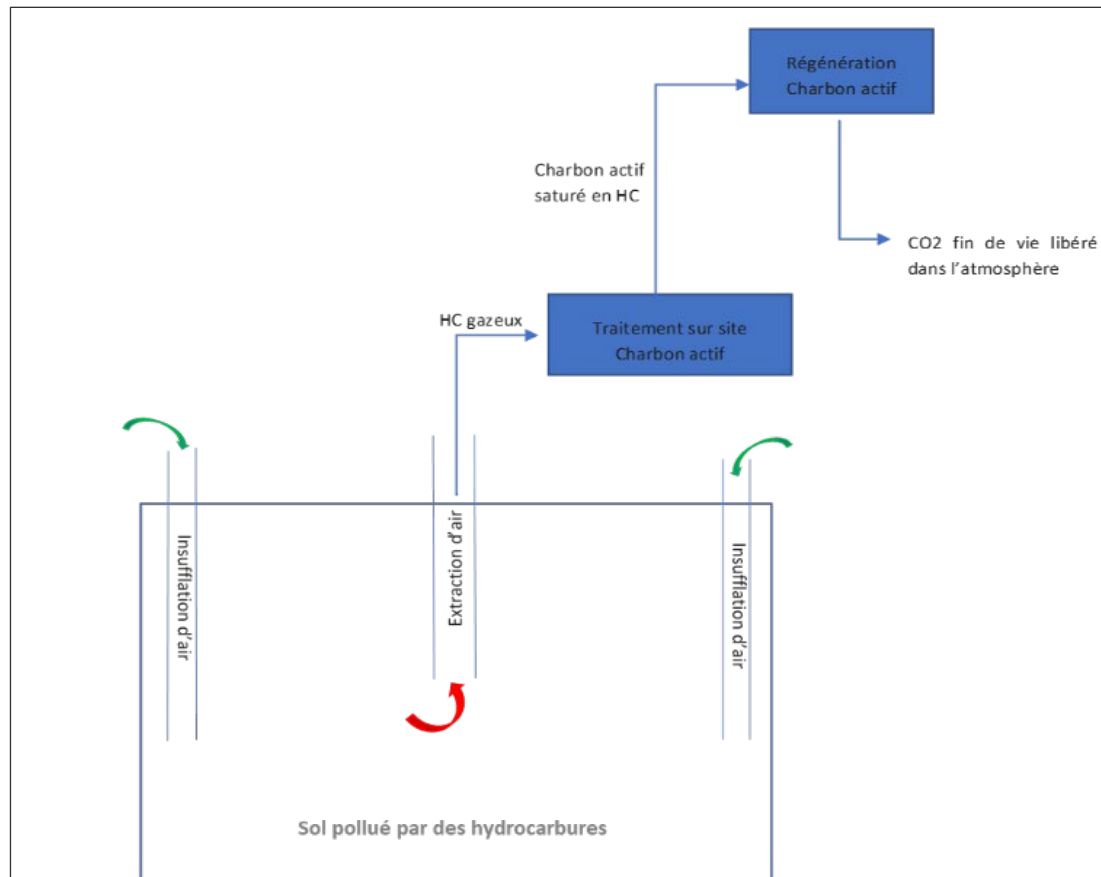 Régénération
Charbon actif
Charbon actif
saturé en HC
CO2 fin de vie libéré
dans l'atmosphère
HC gazeux
Traitement sur site
Charbon actif
Insufflation d'air
Extraction d'air
Insufflation d'air
Sol pollué par des hydrocarbures